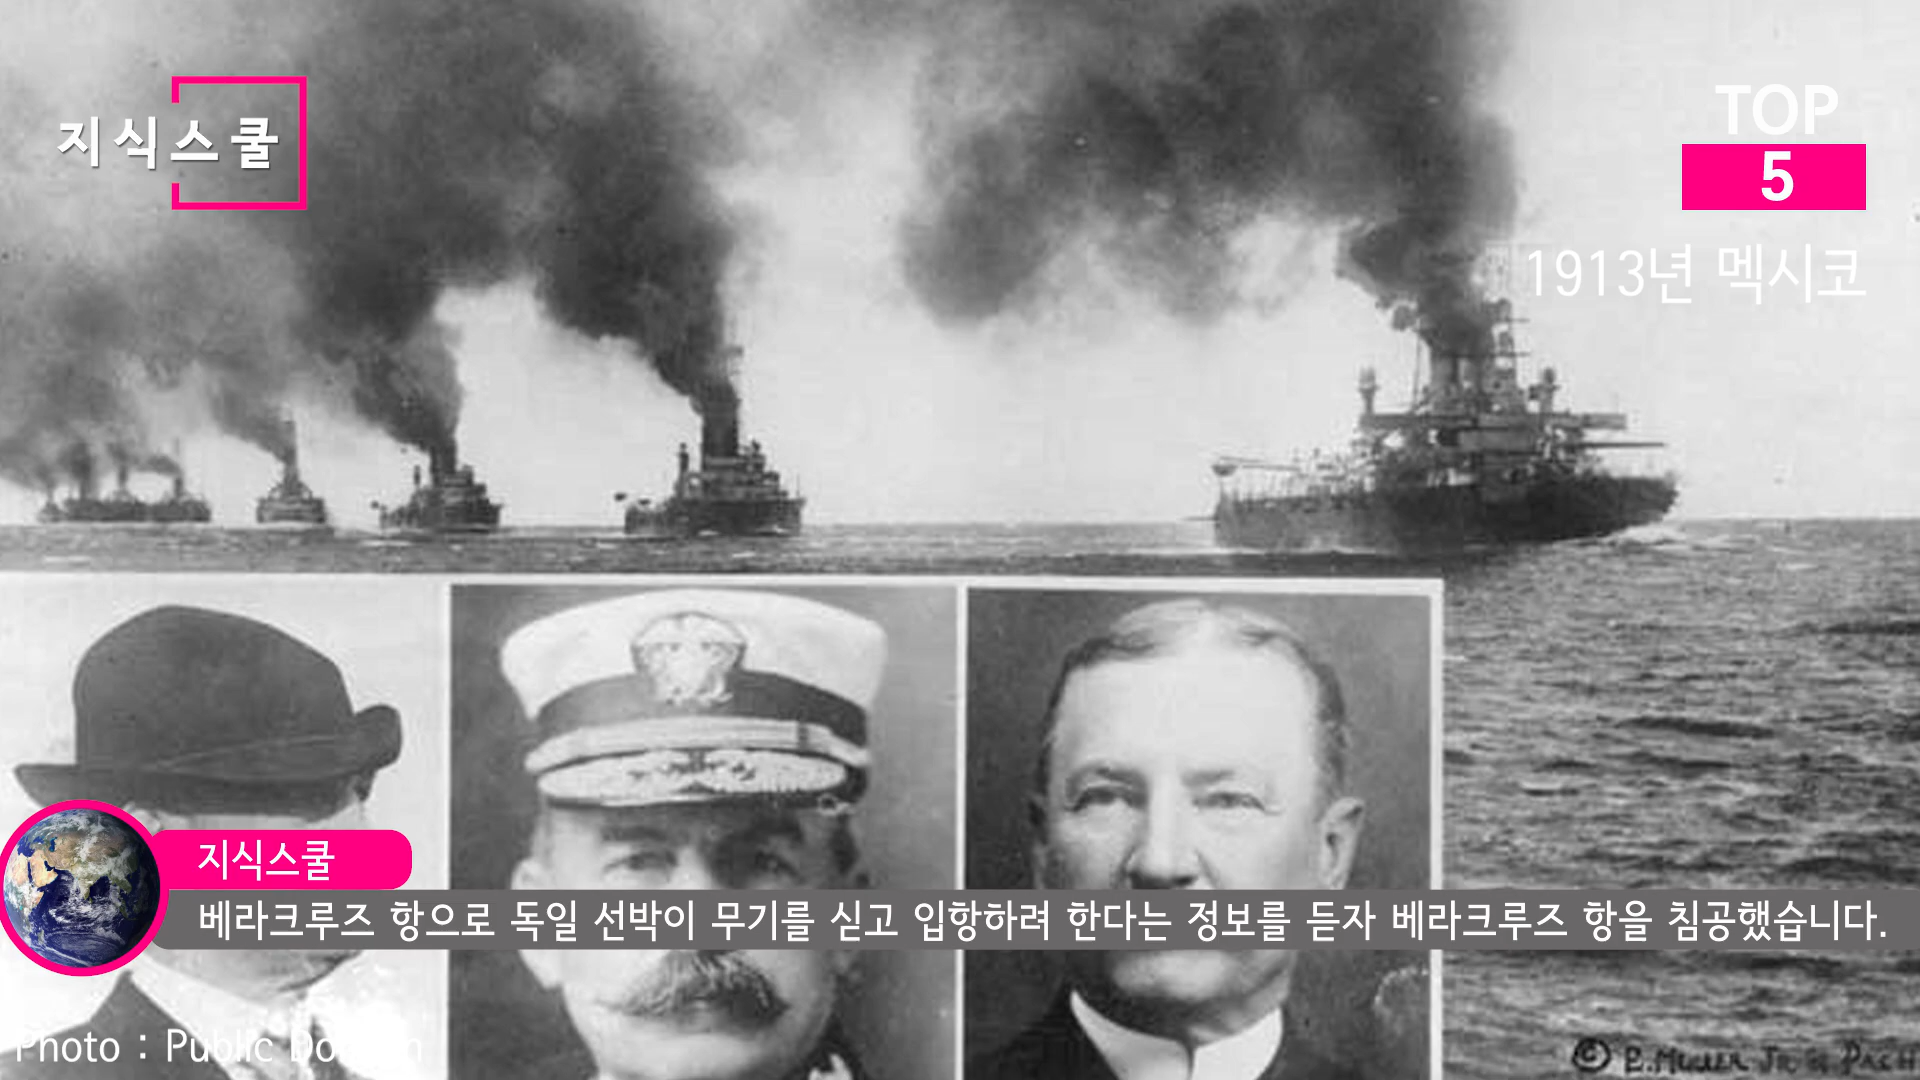 지식스쿨
TOP
5
1913년 멕시코
지식스쿨
베라크루즈 항으로 독일 선박이 무기를 싣고 입항하려 한다는 정보를 듣자 베라크루즈 항을 침공했습니다.
Photo : Public Domain
© E. MULLER JR.